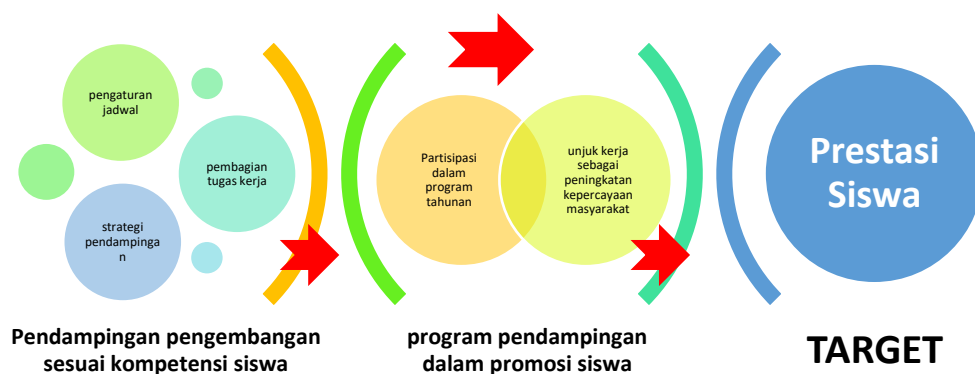 pengaturan
jadwal
pembagian
tugas kerja
strategi
pendampinga
n
Pendampingan pengembangan
sesuai kompetensi siswa
Partisipasi
dalam
program
tahunan
unjuk kerja
sebagai
peningkatan
kepercayaan
masyarakat
program pendampingan
dalam promosi siswa
Prestasi
Siswa
TARGET